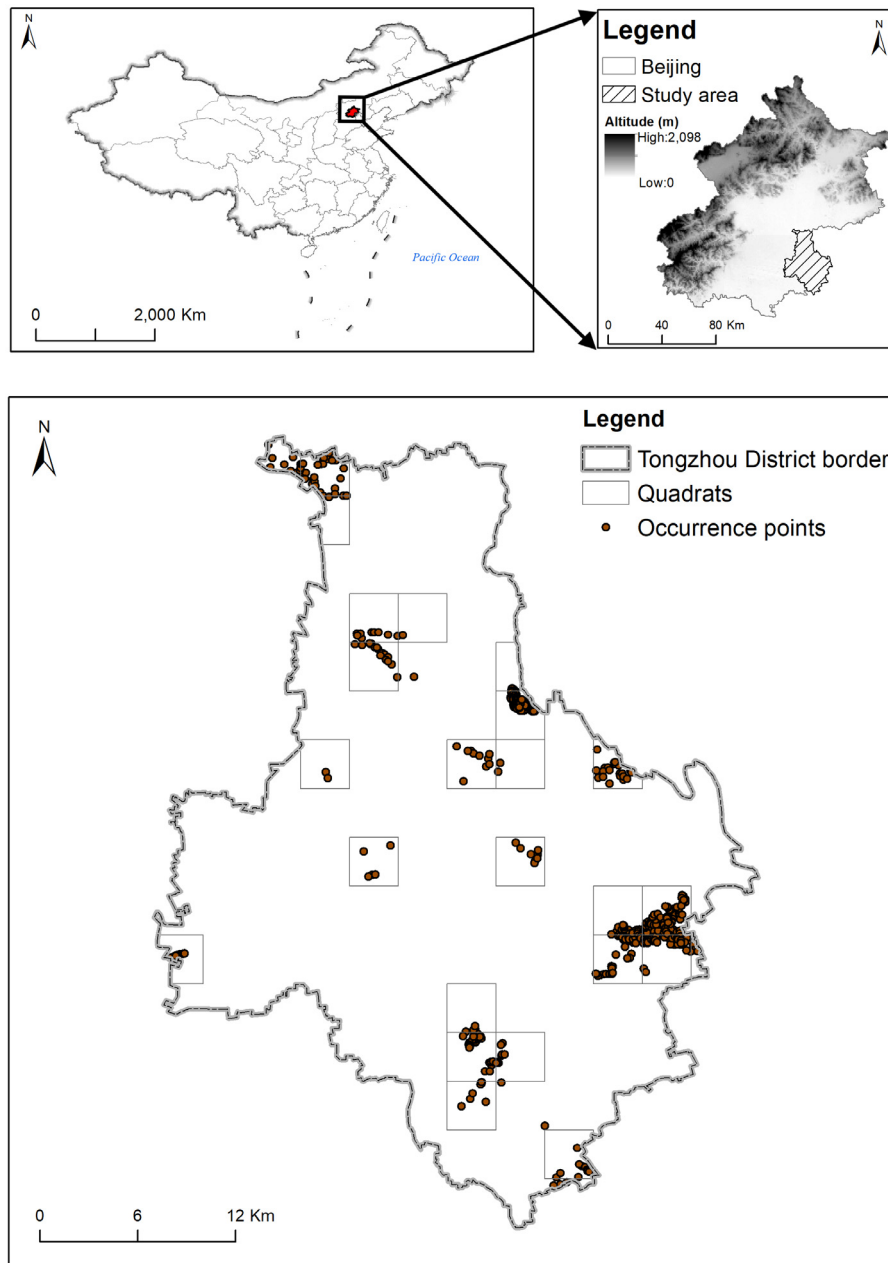 N
Pacific Ocean
0 2,000 Km
Legend
N
Beijing
Study area
Altitude (m)
High:2,098
Low:0
0 40 80 Km
N
Legend
Tongzhou District border
Quadrats
Occurrence points
0 6 12 Km